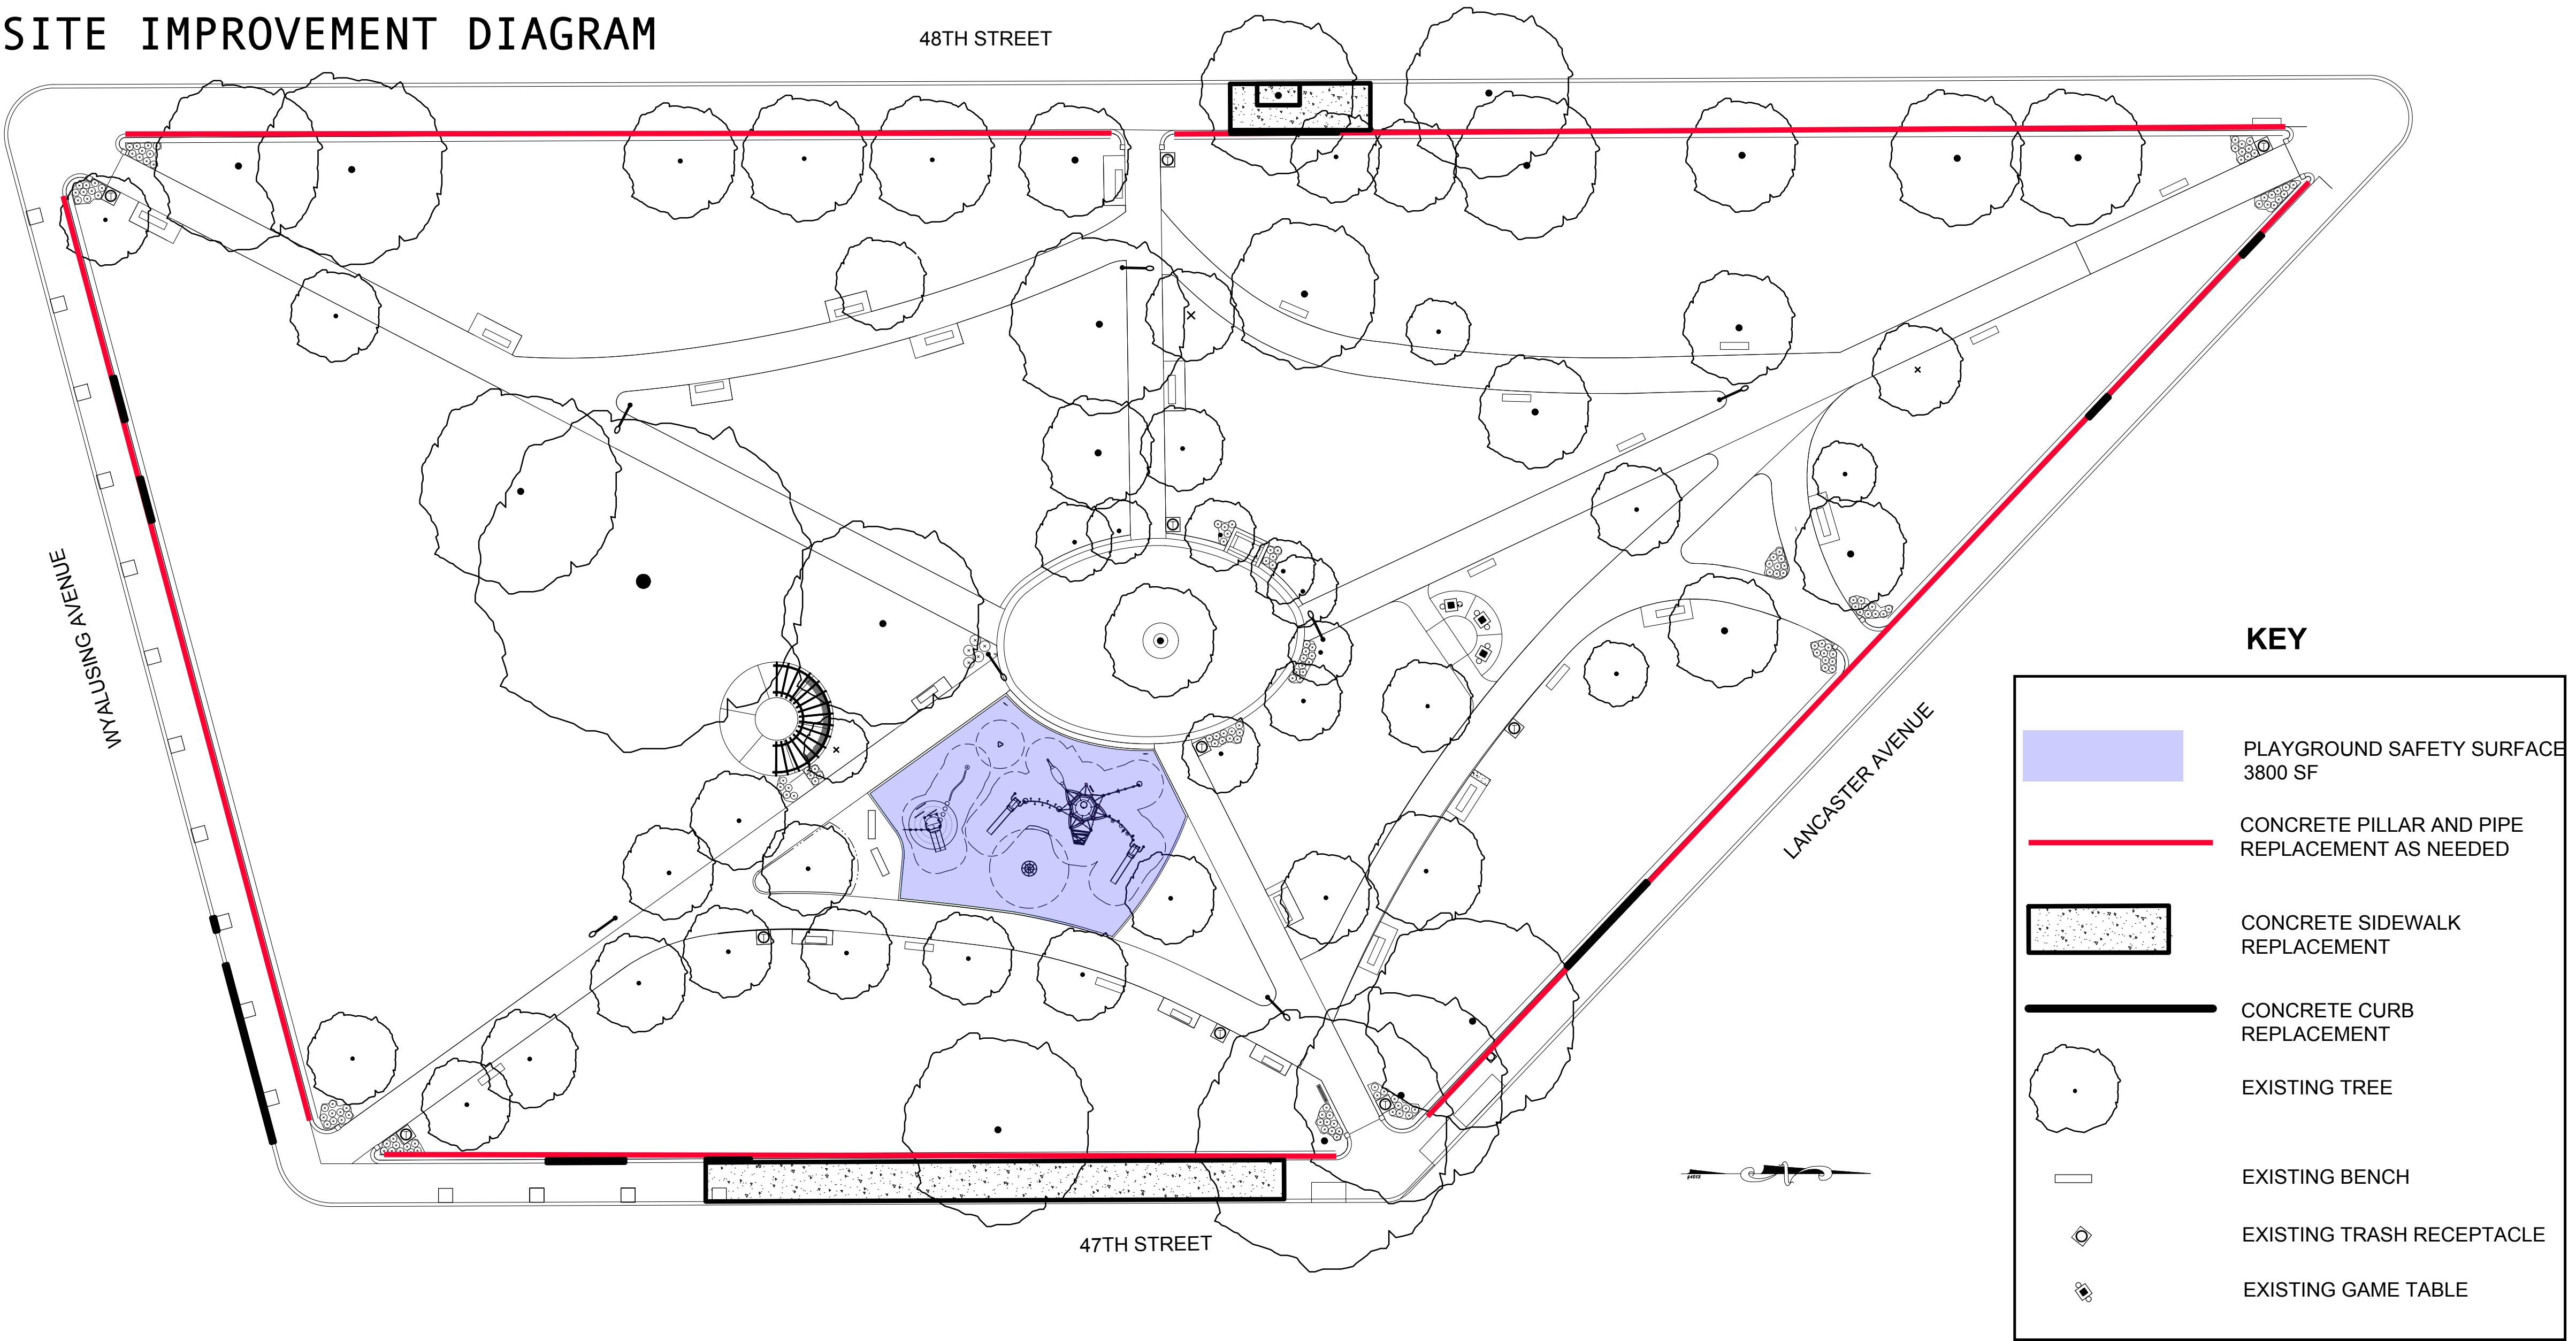 SITE IMPROVEMENT DIAGRAM
48TH STREET
WYALUSING AVENUE
LANCASTER AVENUE
47TH STREET
KEY
PLAYGROUND SAFETY SURFACE
3800 SF
CONCRETE PILLAR AND PIPE
REPLACEMENT AS NEEDED
CONCRETE SIDEWALK
REPLACEMENT
CONCRETE CURB
REPLACEMENT
EXISTING TREE
EXISTING BENCH
EXISTING TRASH RECEPTACLE
EXISTING GAME TABLE